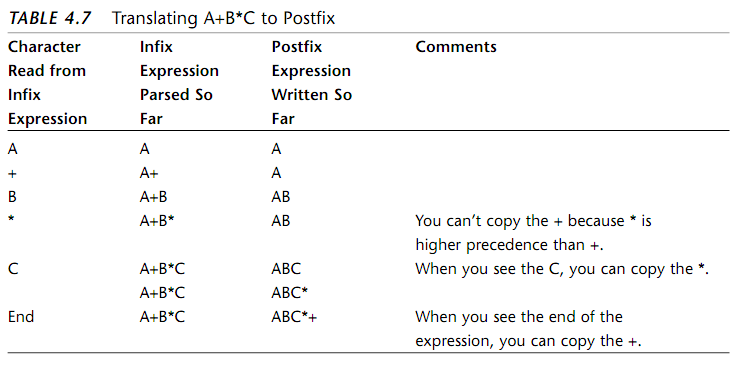 TABLE 4.7 Translating A+B*C to Postfix
Character Infix Postfix Comments
Read from Expression Expression
Infix Parsed So Written So
Expression Far Far
A A A
+ A+ A
B A+B AB
* A+B* AB You can’t copy the + because * is
higher precedence than +.
C A+B*C ABC When you see the C, you can copy the *.
A+B*C ABC*
End A+B*C ABC*+ When you see the end of the
expression, you can copy the +.